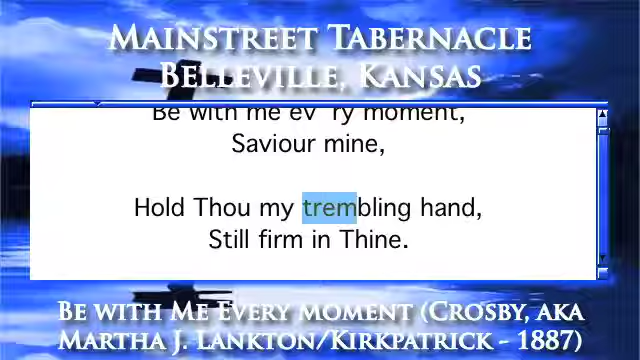 Mainstreet Tabernacle
Belleville, Kansas
Be with me ev'ry moment,
Saviour mine,
Hold Thou my trembling hand,
Still firm in Thine.
Be with Me Every Moment (Crosby, aka
Martha J. Lankton/Kirkpatrick - 1887)